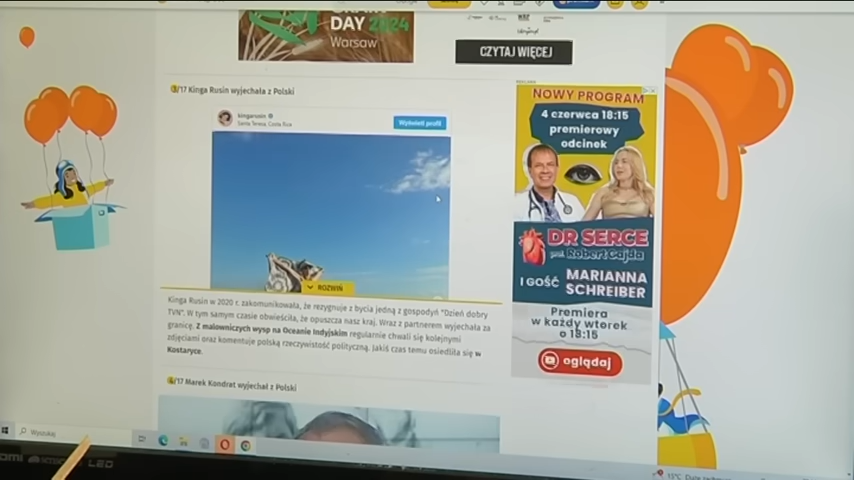 DAY 2024
Warsaw
CZYTAJ WIĘCEJ
3/17 Kinga Rusin wyjechała z Polski
kingarusin
Santa Teresa, Costa Rica
Wyświetl profil
ROZWIŃ
Kinga Rusin w 2020 r. zakomunikowała, że rezygnuje z bycia jedną z gospodyń "Dzień dobry
TVN". W tym samym czasie obwieściła, że opuszcza nasz kraj. Wraz z partnerem wyjechała za
granicę. Z malowniczych wysp na Oceanie Indyjskim regularnie chwali się kolejnymi
zdjęciami oraz komentuje polską rzeczywistość polityczną. Jakiś czas temu osiedliła się w
Kostaryce.
4/17 Marek Kondrat wyjechał z Polski
REKLAMA
NOWY PROGRAM
4 czerwca 18:15
premierowy
odcinek
DR SERCE
prof. Robert Gajda
I GOŚĆ MARIANNA
SCHREIBER
Premiera
w każdy wtorek
o 18:15
oglądaj
Wyszukaj
LED